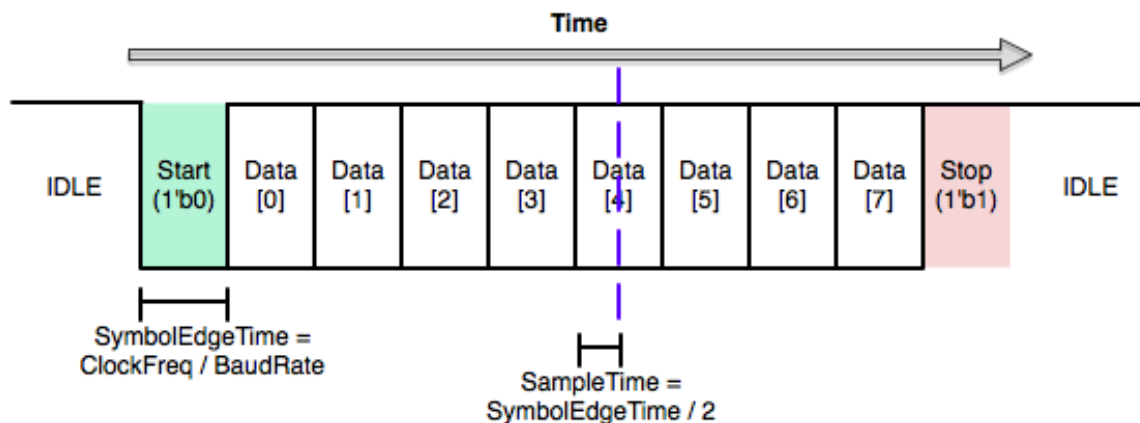 Time
IDLE
Start
(1'b0)
Data
[0]
Data
[1]
Data
[2]
Data
[3]
Data
[4]
Data
[5]
Data
[6]
Data
[7]
Stop
(1'b1)
IDLE
SymbolEdgeTime =
ClockFreq / BaudRate
SampleTime =
SymbolEdgeTime / 2